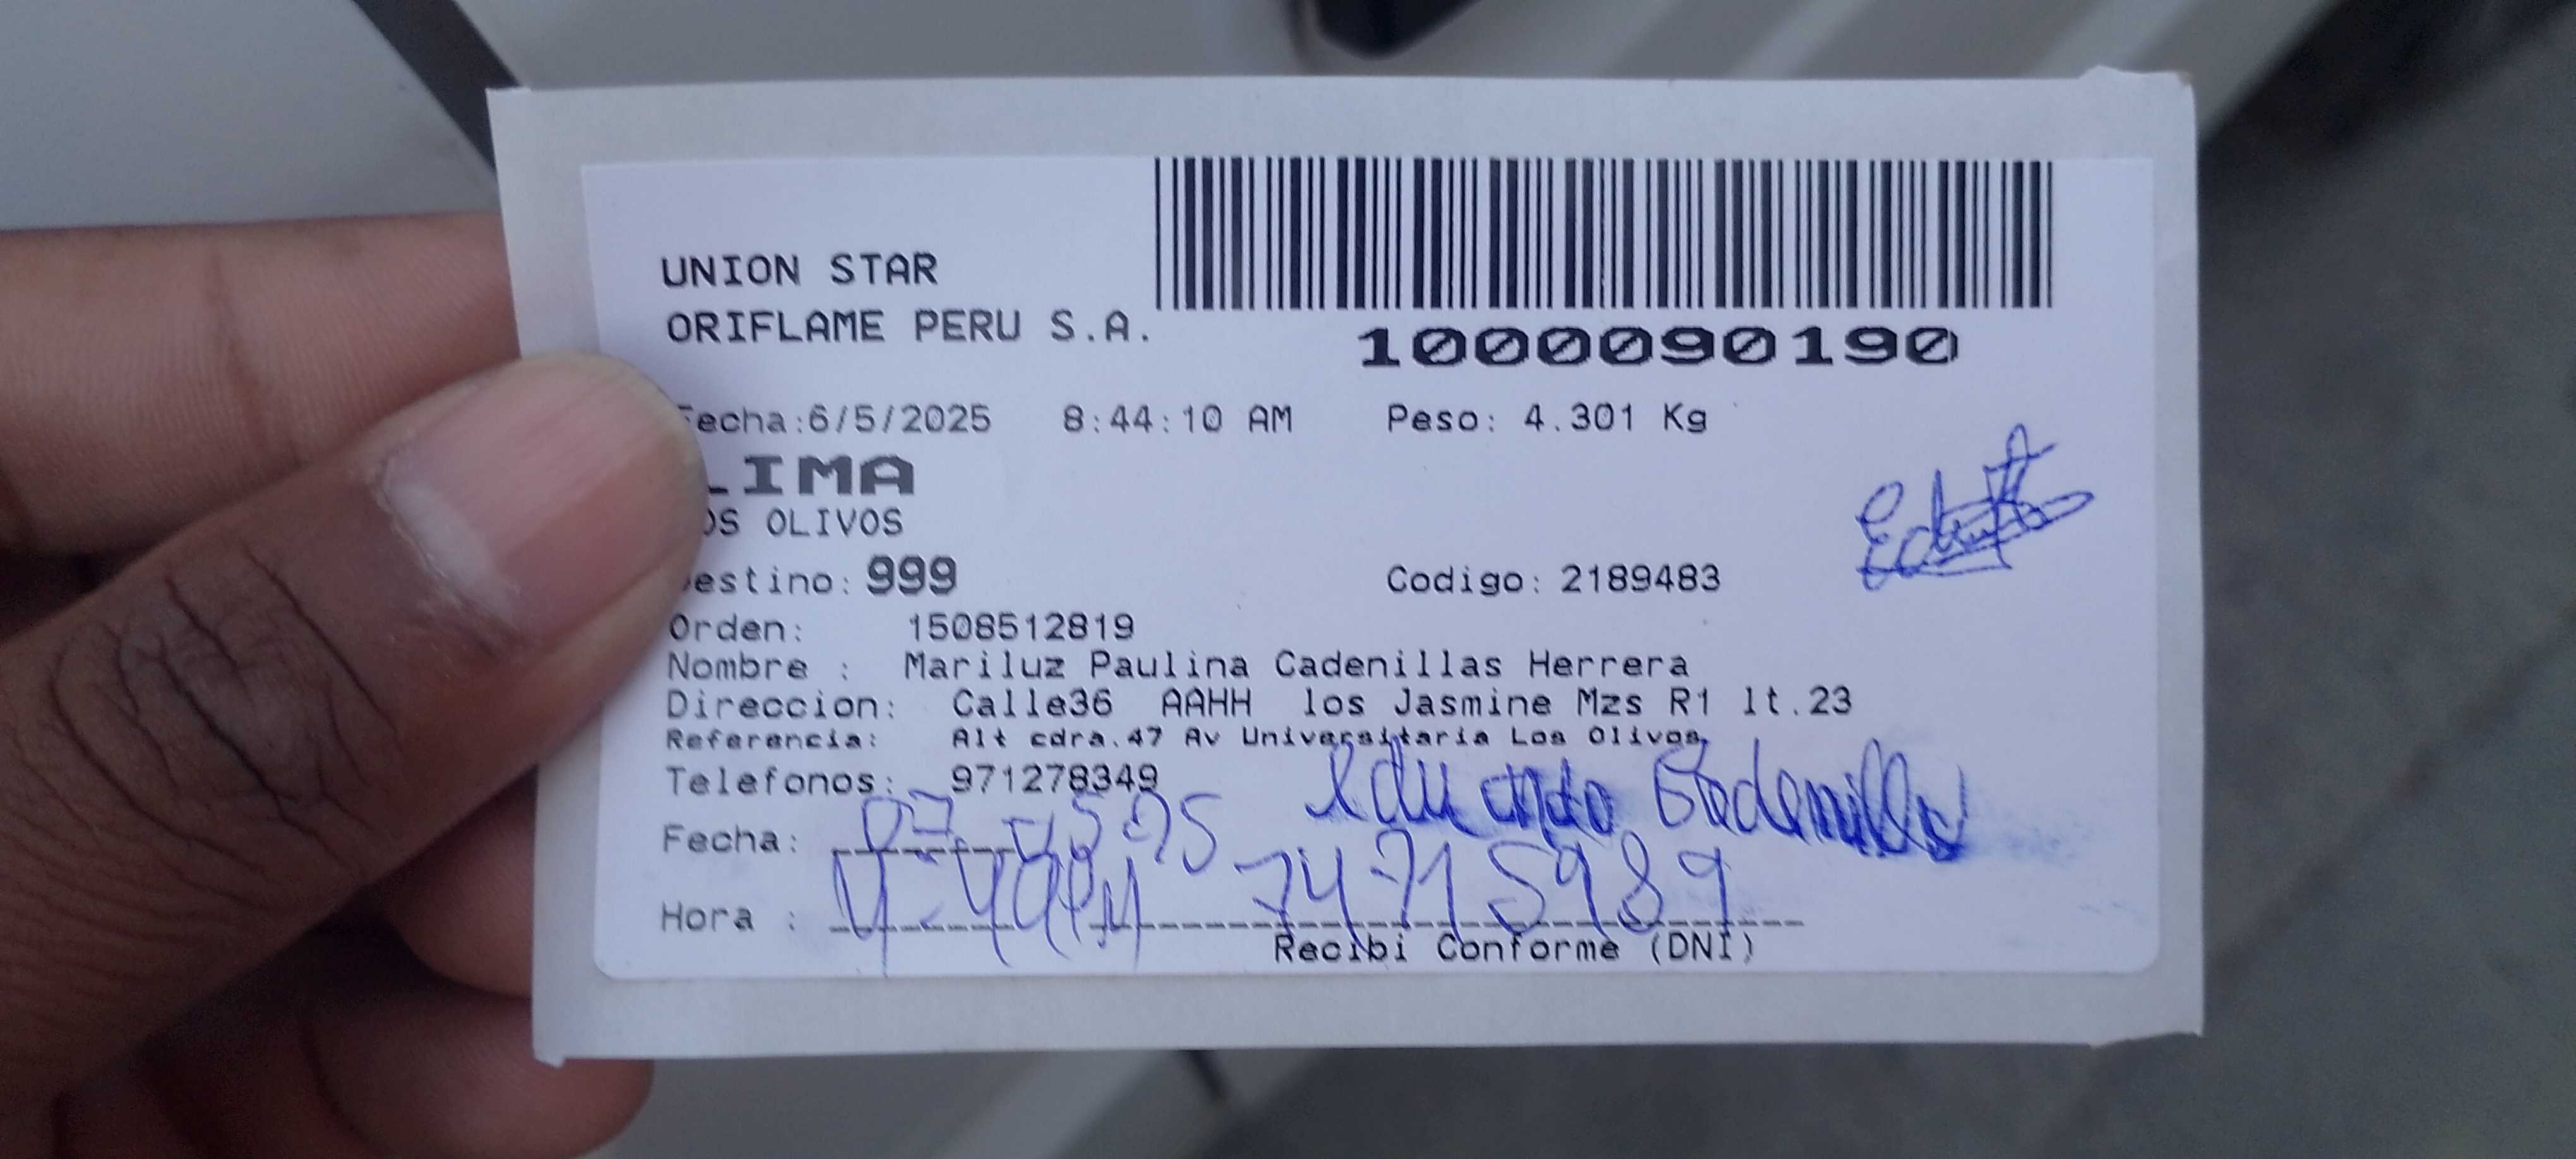 UNION STAR
ORIFLAME PERU S.A.
1000090190
Fecha:6/5/2025 8:44:10 AM Peso: 4.301 Kg
LIMA
OS OLIVOS
estino: 999 Codigo: 2189483
Orden: 1508512819
Nombre : Mariluz Paulina Cadenillas Herrera
Direccion: Calle36 AAHH los Jasmine Mzs R1 lt.23
Referencia: Alt cdra.47 Av Universitaria Los Olivos
Telefonos: 971278349
Eduardo Cadenillas
Fecha:
Hora :
Recibi Conforme (DNI)